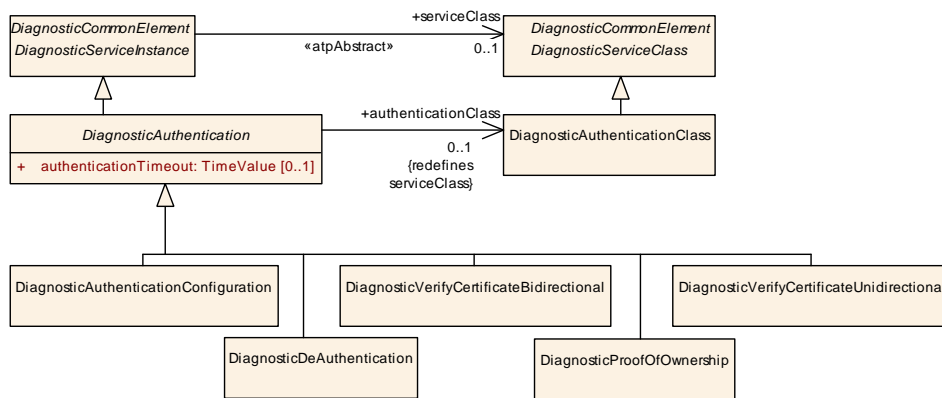 +serviceClass
DiagnosticCommonElement
DiagnosticServiceInstance
«atpAbstract»
0..1
DiagnosticCommonElement
DiagnosticServiceClass
+authenticationClass
DiagnosticAuthentication
+ authenticationTimeout: TimeValue [0..1]
0..1
{redefines
serviceClass}
DiagnosticAuthenticationClass
DiagnosticAuthenticationConfiguration
DiagnosticVerifyCertificateBidirectional
DiagnosticVerifyCertificateUnidirectional
DiagnosticDeAuthentication
DiagnosticProofOfOwnership